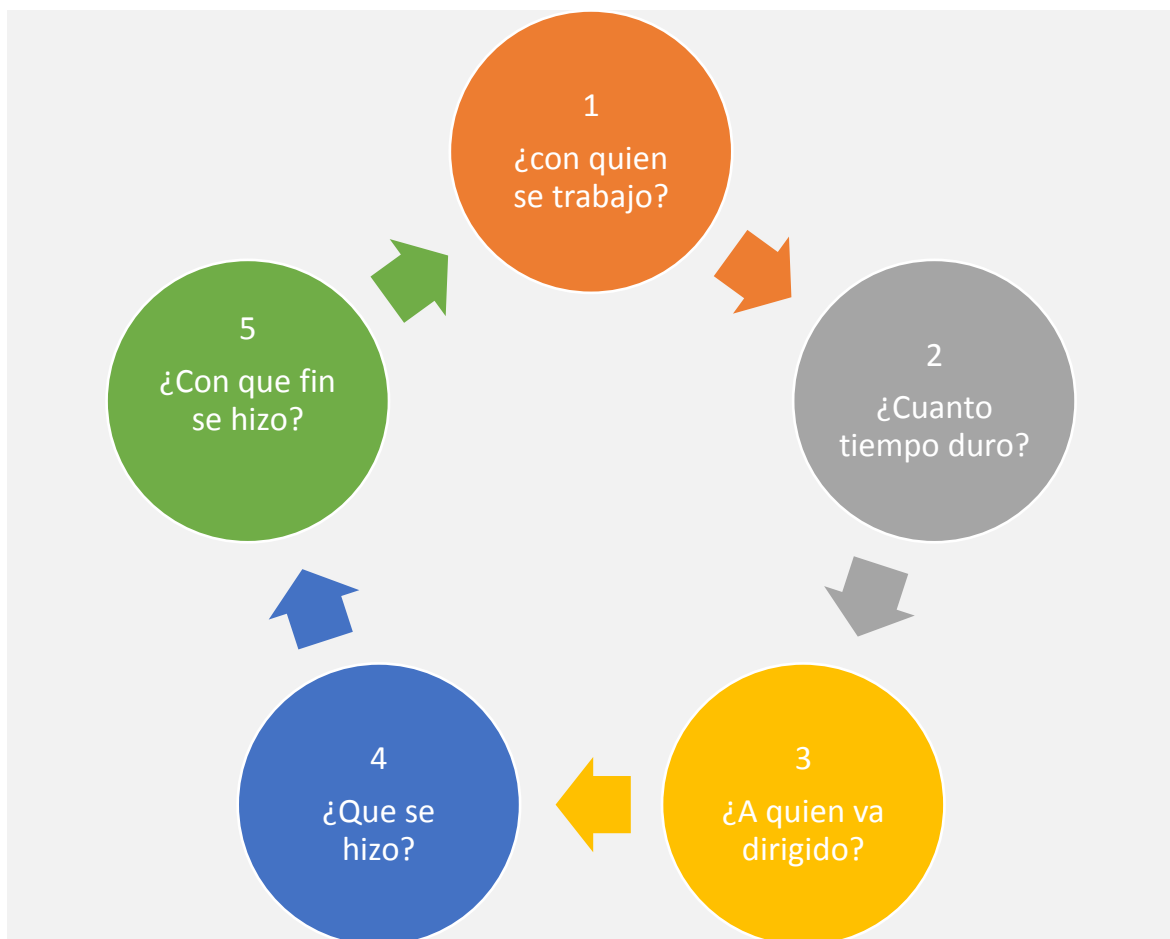 1
¿con quien
se trabajo?
2
¿Cuanto
tiempo duro?
3
¿A quien va
dirigido?
4
¿Que se
hizo?
5
¿Con que fin
se hizo?